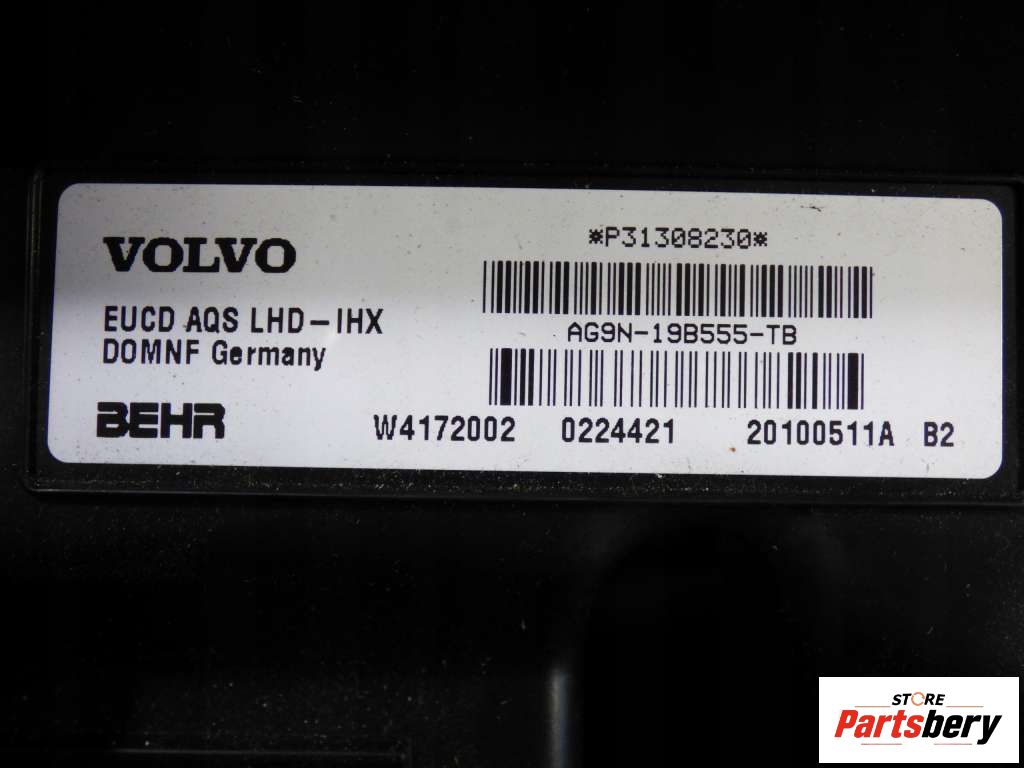 VOLVO
*P31308230*
EUCD AQS LHD-IHX
DOMNF Germany
AG9N-19B555-TB
BEHR
W4172002 0224421 20100511A B2
STORE
Partsbery